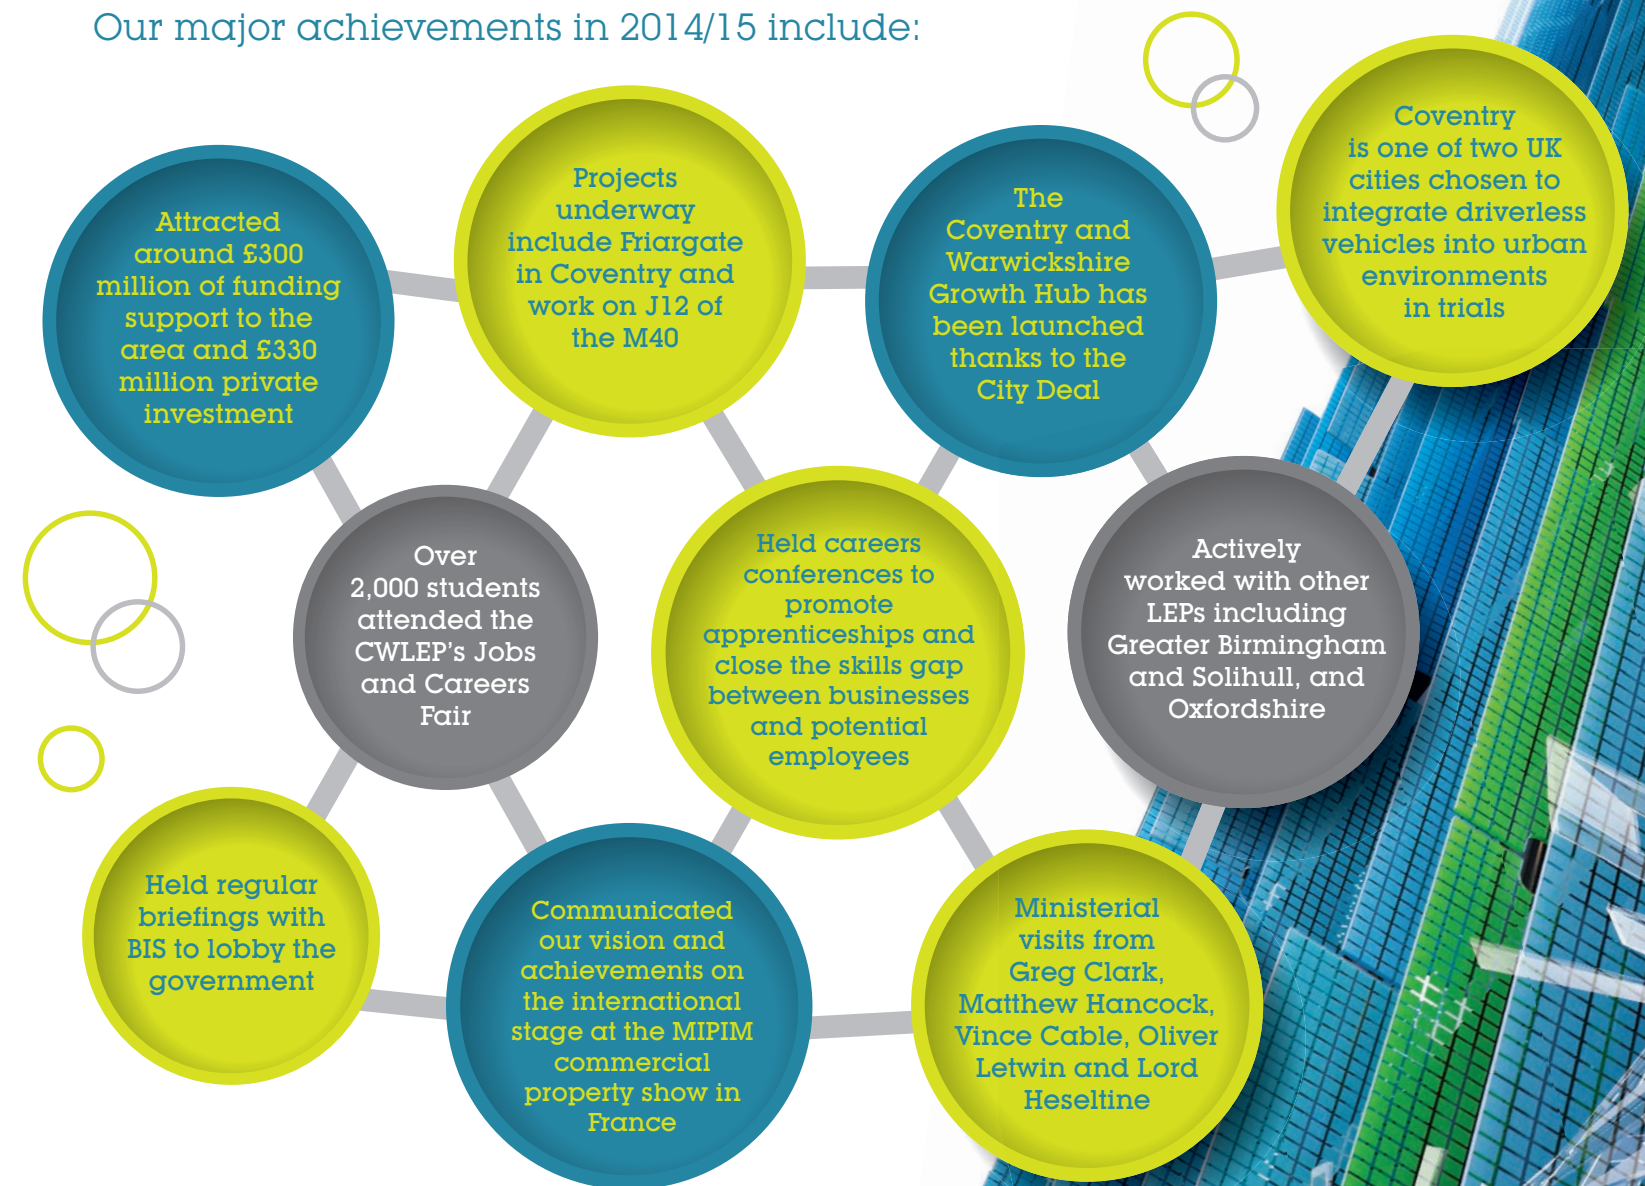 Our major achievements in 2014/15 include:
Attracted
around £300
million of funding
support to the
area and £330
million private
investment
Projects
underway
include Friargate
in Coventry and
work on J12 of
the M40
The
Coventry and
Warwickshire
Growth Hub has
been launched
thanks to the
City Deal
Coventry
is one of two UK
cities chosen to
integrate driverless
vehicles into urban
environments
in trials
Over
2,000 students
attended the
CWLEP's Jobs
and Careers
Fair
Held careers
conferences to
promote
apprenticeships and
close the skills gap
between businesses
and potential
employees
Actively
worked with other
LEPs including
Greater Birmingham
and Solihull, and
Oxfordshire
Held regular
briefings with
BIS to lobby the
government
Communicated
our vision and
achievements on
the international
stage at the MIPIM
commercial
property show in
France
Ministerial
visits from
Greg Clark,
Matthew Hancock,
Vince Cable, Oliver
Letwin and Lord
Heseltine